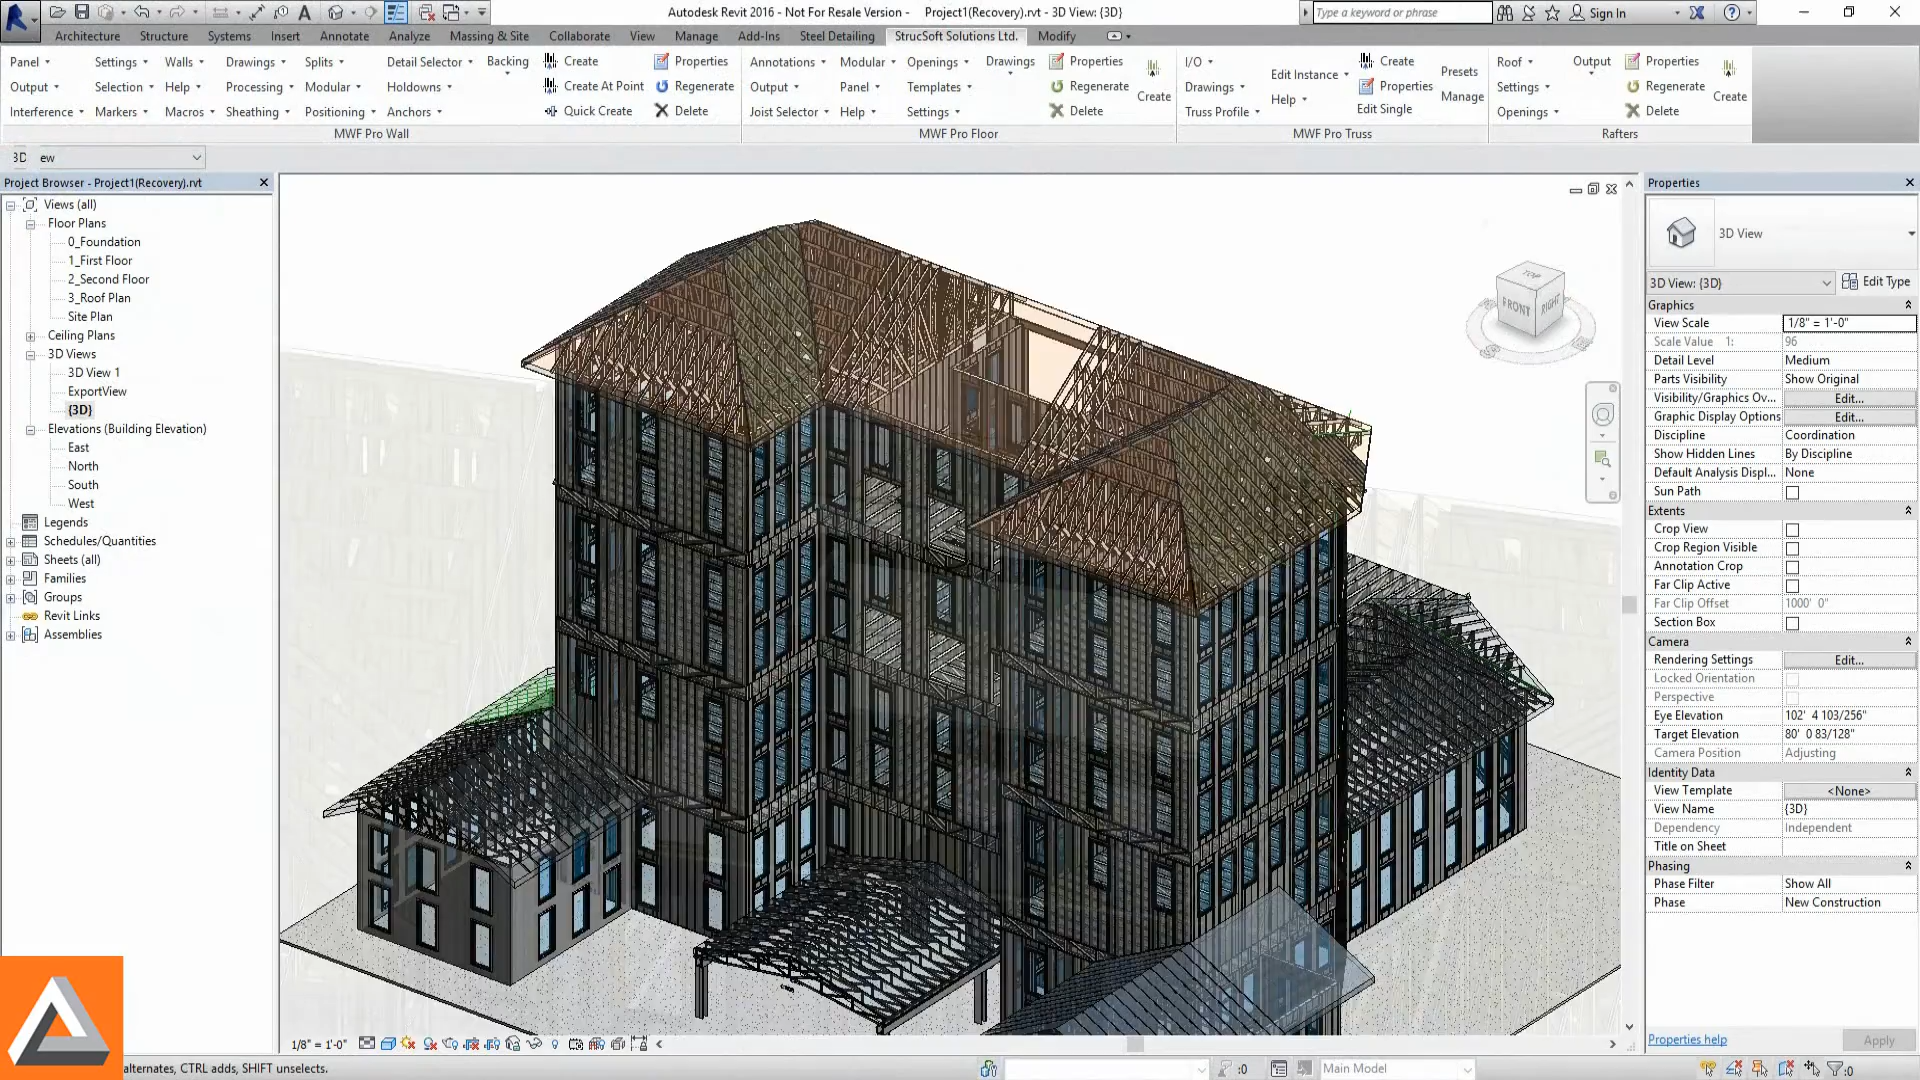 Autodesk Revit 2016 - Not For Resale Version - Project1(Recovery).rvt - 3D View: {3D}
Type a keyword or phrase
Sign In
Architecture Structure Systems Insert Annotate Analyze Massing & Site Collaborate View Manage Add-Ins Steel Detailing StrucSoft Solutions Ltd. Modify
Panel Settings Walls Drawings Splits Detail Selector Backing Create Properties Annotations Modular Openings Drawings Properties I/O Create Roof Output Properties
Output Selection Help Processing Modular Holdowns Create At Point Regenerate Output Panel Templates Regenerate Create Drawings Edit Instance Properties Presets Settings Regenerate Create
Interference Markers Macros Sheathing Positioning Anchors Quick Create Delete Joist Selector Help Settings Delete Truss Profile Help Edit Single Manage Openings Delete
MWF Pro Wall MWF Pro Floor MWF Pro Truss Rafters
3D ew
Project Browser - Project1(Recovery).rvt
Views (all)
Floor Plans
0_Foundation
1_First Floor
2_Second Floor
3_Roof Plan
Site Plan
Ceiling Plans
3D Views
3D View 1
ExportView
{3D}
Elevations (Building Elevation)
East
North
South
West
Legends
Schedules/Quantities
Sheets (all)
Families
Groups
Revit Links
Assemblies
TOP
FRONT RIGHT
Properties
3D View
3D View: {3D} Edit Type
Graphics
View Scale 1/8" = 1'-0"
Scale Value 1: 96
Detail Level Medium
Parts Visibility Show Original
Visibility/Graphics Ov... Edit...
Graphic Display Options Edit...
Discipline Coordination
Show Hidden Lines By Discipline
Default Analysis Displ... None
Sun Path
Extents
Crop View
Crop Region Visible
Annotation Crop
Far Clip Active
Far Clip Offset 1000' 0"
Section Box
Camera
Rendering Settings Edit...
Locked Orientation
Perspective
Eye Elevation 102' 4 103/256"
Target Elevation 80' 0 83/128"
Camera Position Adjusting
Identity Data
View Template <None>
View Name {3D}
Dependency Independent
Title on Sheet
Phasing
Phase Filter Show All
Phase New Construction
Properties help Apply
1/8" = 1'-0"
alternates, CTRL adds, SHIFT unselects.
:0 Main Model :0